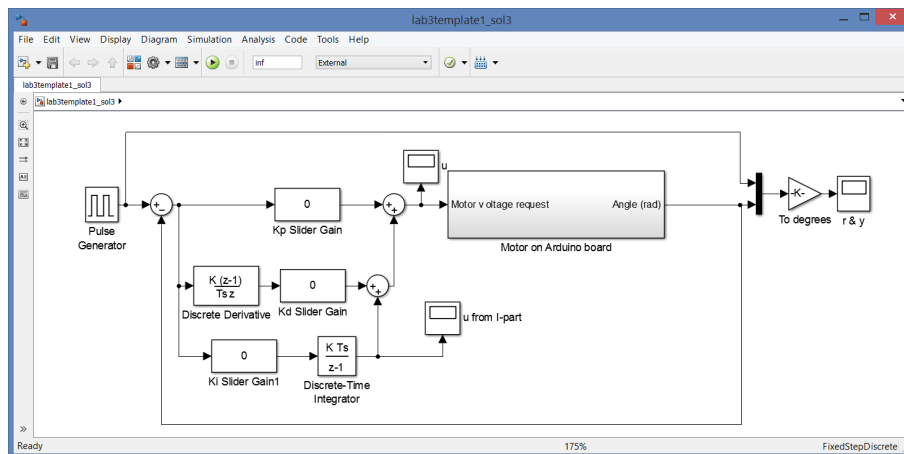 lab3template1_sol3
File Edit View Display Diagram Simulation Analysis Code Tools Help
inf
External
lab3template1_sol3
lab3template1_sol3
u
Pulse
Generator
+
-
0
Kp Slider Gain
+
+
Motor v oltage request
Angle (rad)
Motor on Arduino board
-K-
To degrees
r & y
K (z-1)
Ts z
Discrete Derivative
0
Kd Slider Gain
+
+
u from I-part
0
Ki Slider Gain1
K Ts
z-1
Discrete-Time
Integrator
Ready
175%
FixedStepDiscrete